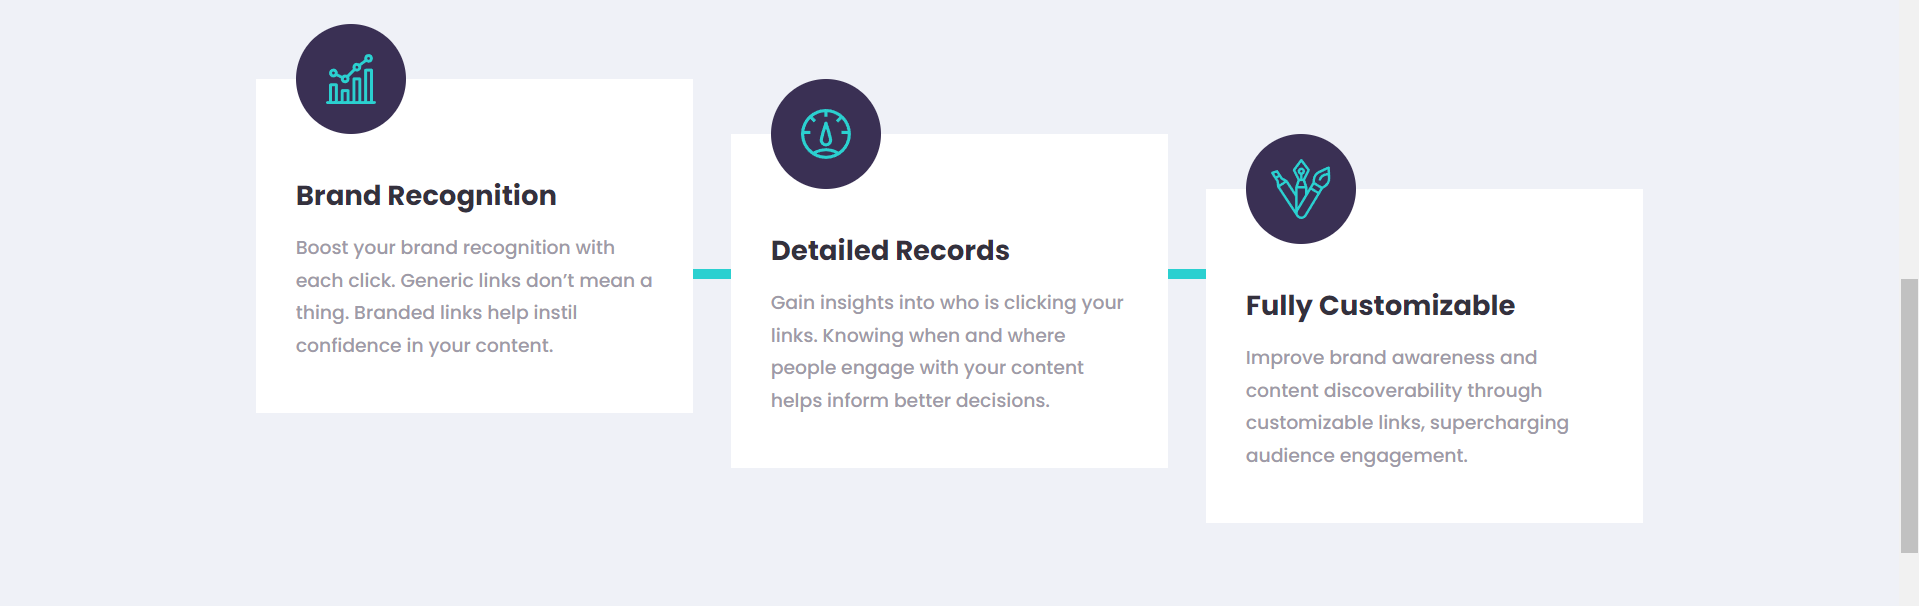 Brand Recognition
Boost your brand recognition with
each click. Generic links don’t mean a
thing. Branded links help instil
confidence in your content.
Detailed Records
Gain insights into who is clicking your
links. Knowing when and where
people engage with your content
helps inform better decisions.
Fully Customizable
Improve brand awareness and
content discoverability through
customizable links, supercharging
audience engagement.